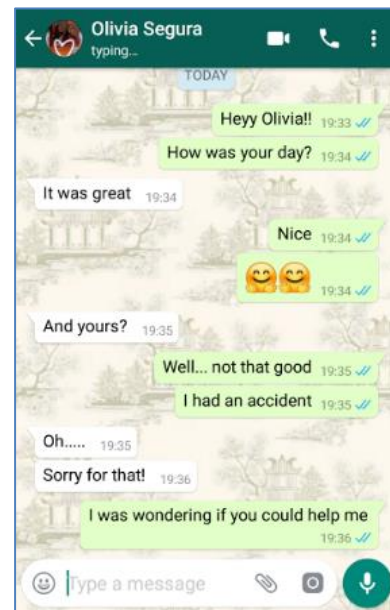 Olivia Segura
typing...
TODAY
Heyy Olivia!! 19:33
How was your day? 19:34
It was great 19:34
Nice 19:34
🤗🤗
19:34
And yours? 19:35
Well... not that good 19:35
I had an accident 19:35
Oh..... 19:35
Sorry for that! 19:36
I was wondering if you could help me
19:36
Type a message